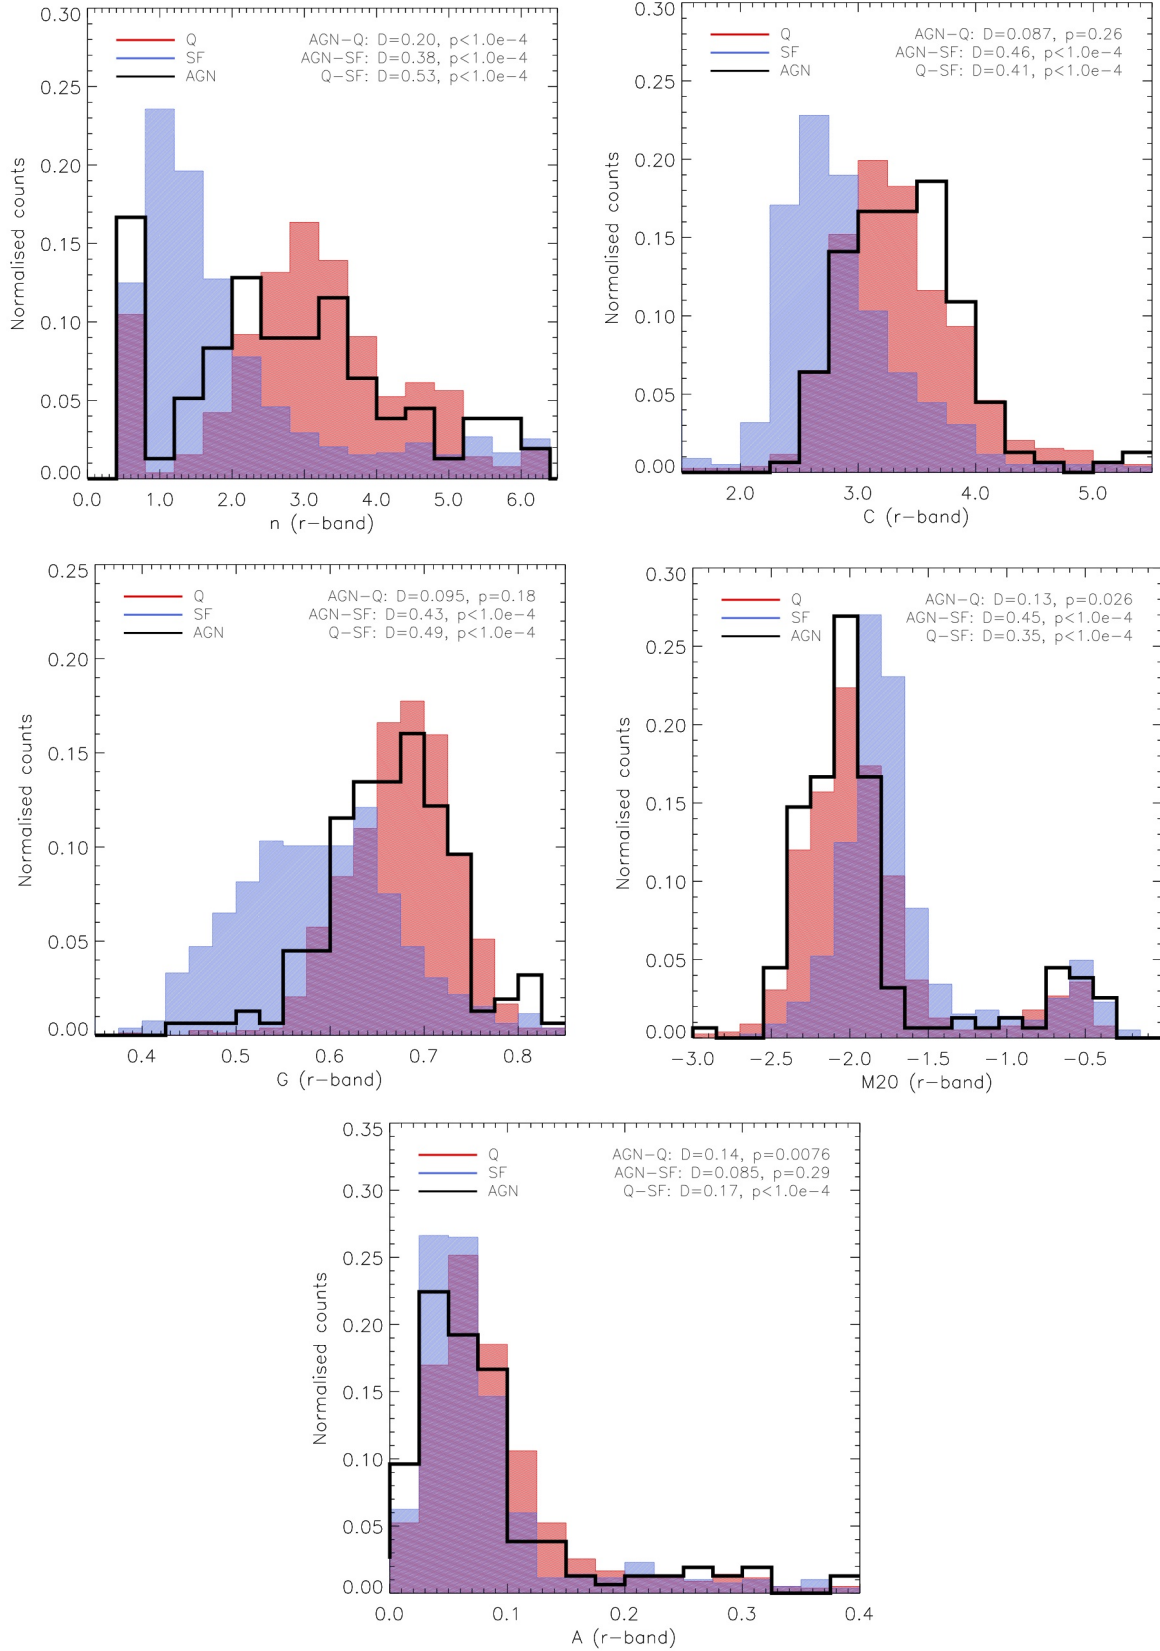 0.30
0.25
0.20
0.15
0.10
0.05
0.00
Normalised counts
Q AGN-Q: D=0.20, p<1.0e-4
SF AGN-SF: D=0.38, p<1.0e-4
AGN Q-SF: D=0.53, p<1.0e-4
0.0 1.0 2.0 3.0 4.0 5.0 6.0
n (r-band)
0.30
0.25
0.20
0.15
0.10
0.05
0.00
Normalised counts
Q AGN-Q: D=0.087, p=0.26
SF AGN-SF: D=0.46, p<1.0e-4
AGN Q-SF: D=0.41, p<1.0e-4
2.0 3.0 4.0 5.0
C (r-band)
0.25
0.20
0.15
0.10
0.05
0.00
Normalised counts
Q AGN-Q: D=0.095, p=0.18
SF AGN-SF: D=0.43, p<1.0e-4
AGN Q-SF: D=0.49, p<1.0e-4
0.4 0.5 0.6 0.7 0.8
G (r-band)
0.30
0.25
0.20
0.15
0.10
0.05
0.00
Normalised counts
Q AGN-Q: D=0.13, p=0.026
SF AGN-SF: D=0.45, p<1.0e-4
AGN Q-SF: D=0.35, p<1.0e-4
-3.0 -2.5 -2.0 -1.5 -1.0 -0.5
M20 (r-band)
0.35
0.30
0.25
0.20
0.15
0.10
0.05
0.00
Normalised counts
Q AGN-Q: D=0.14, p=0.0076
SF AGN-SF: D=0.085, p=0.29
AGN Q-SF: D=0.17, p<1.0e-4
0.0 0.1 0.2 0.3 0.4
A (r-band)